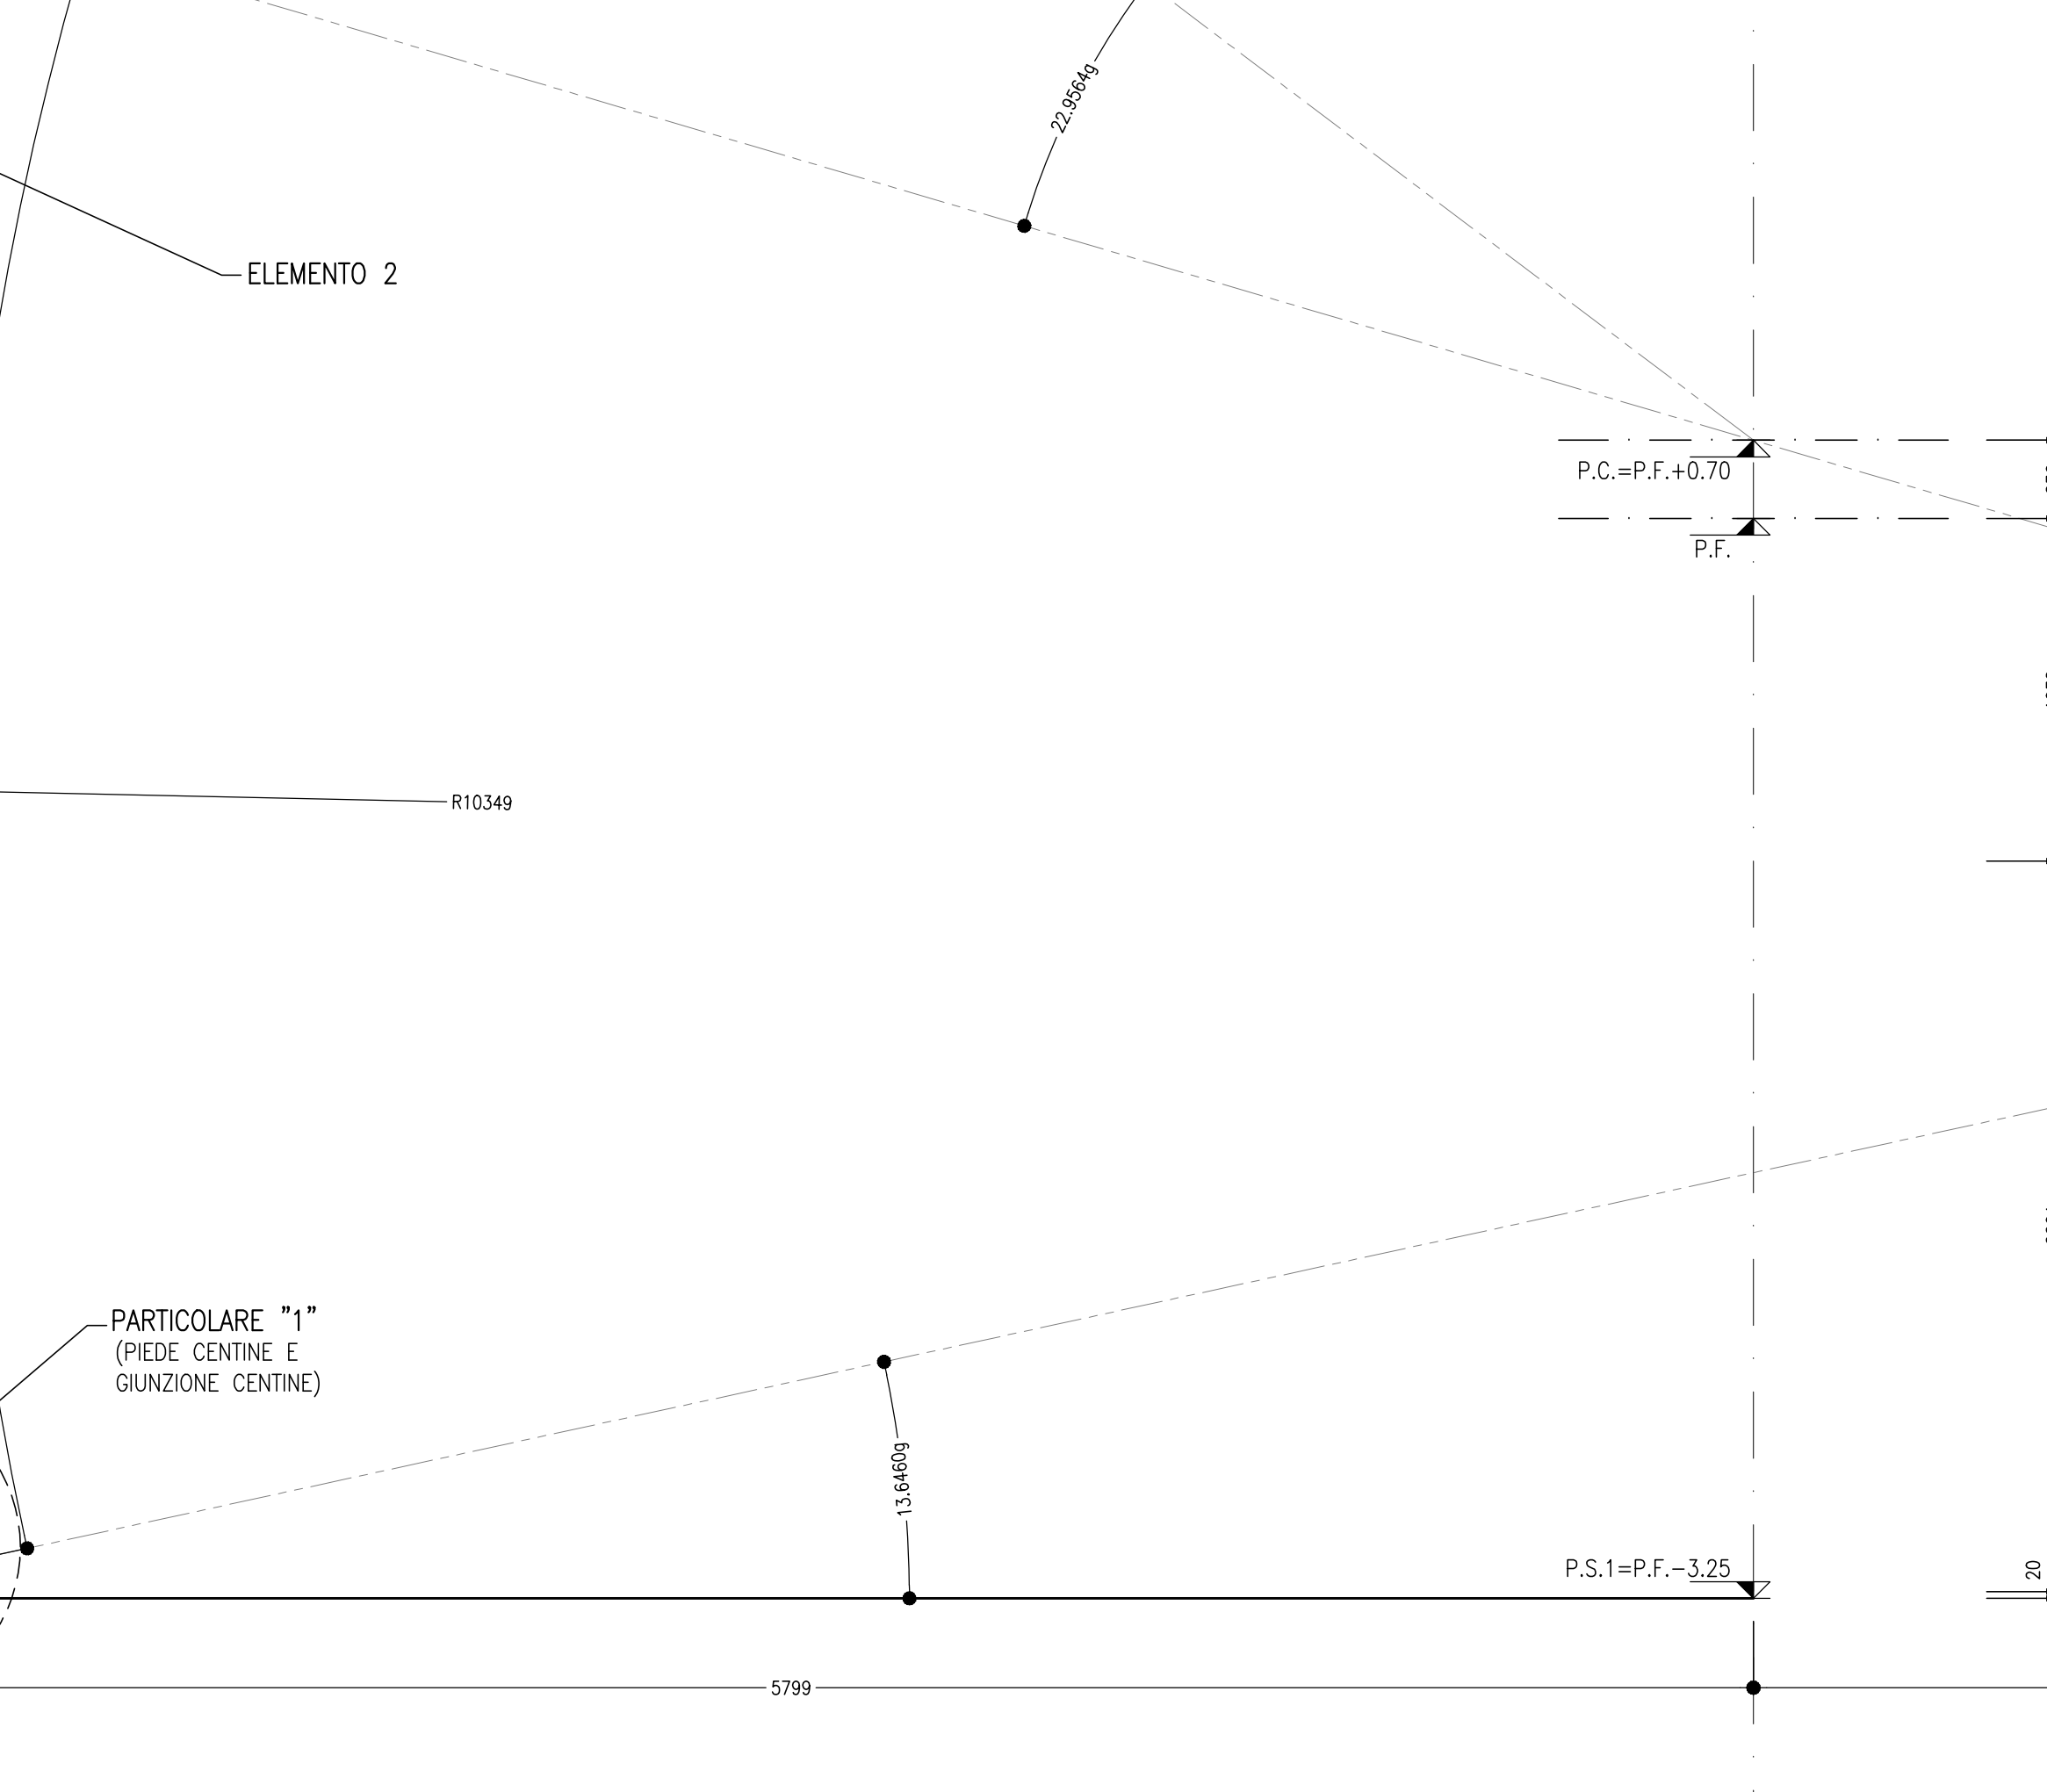 22.9564g
ELEMENTO 2
P.C.=P.F.+0.70
P.F.
R10349
PARTICOLARE "1"
(PIEDE CENTINE E
GIUNZIONE CENTINE)
13.6460g
P.S.1=P.F.-3.25
20
5799